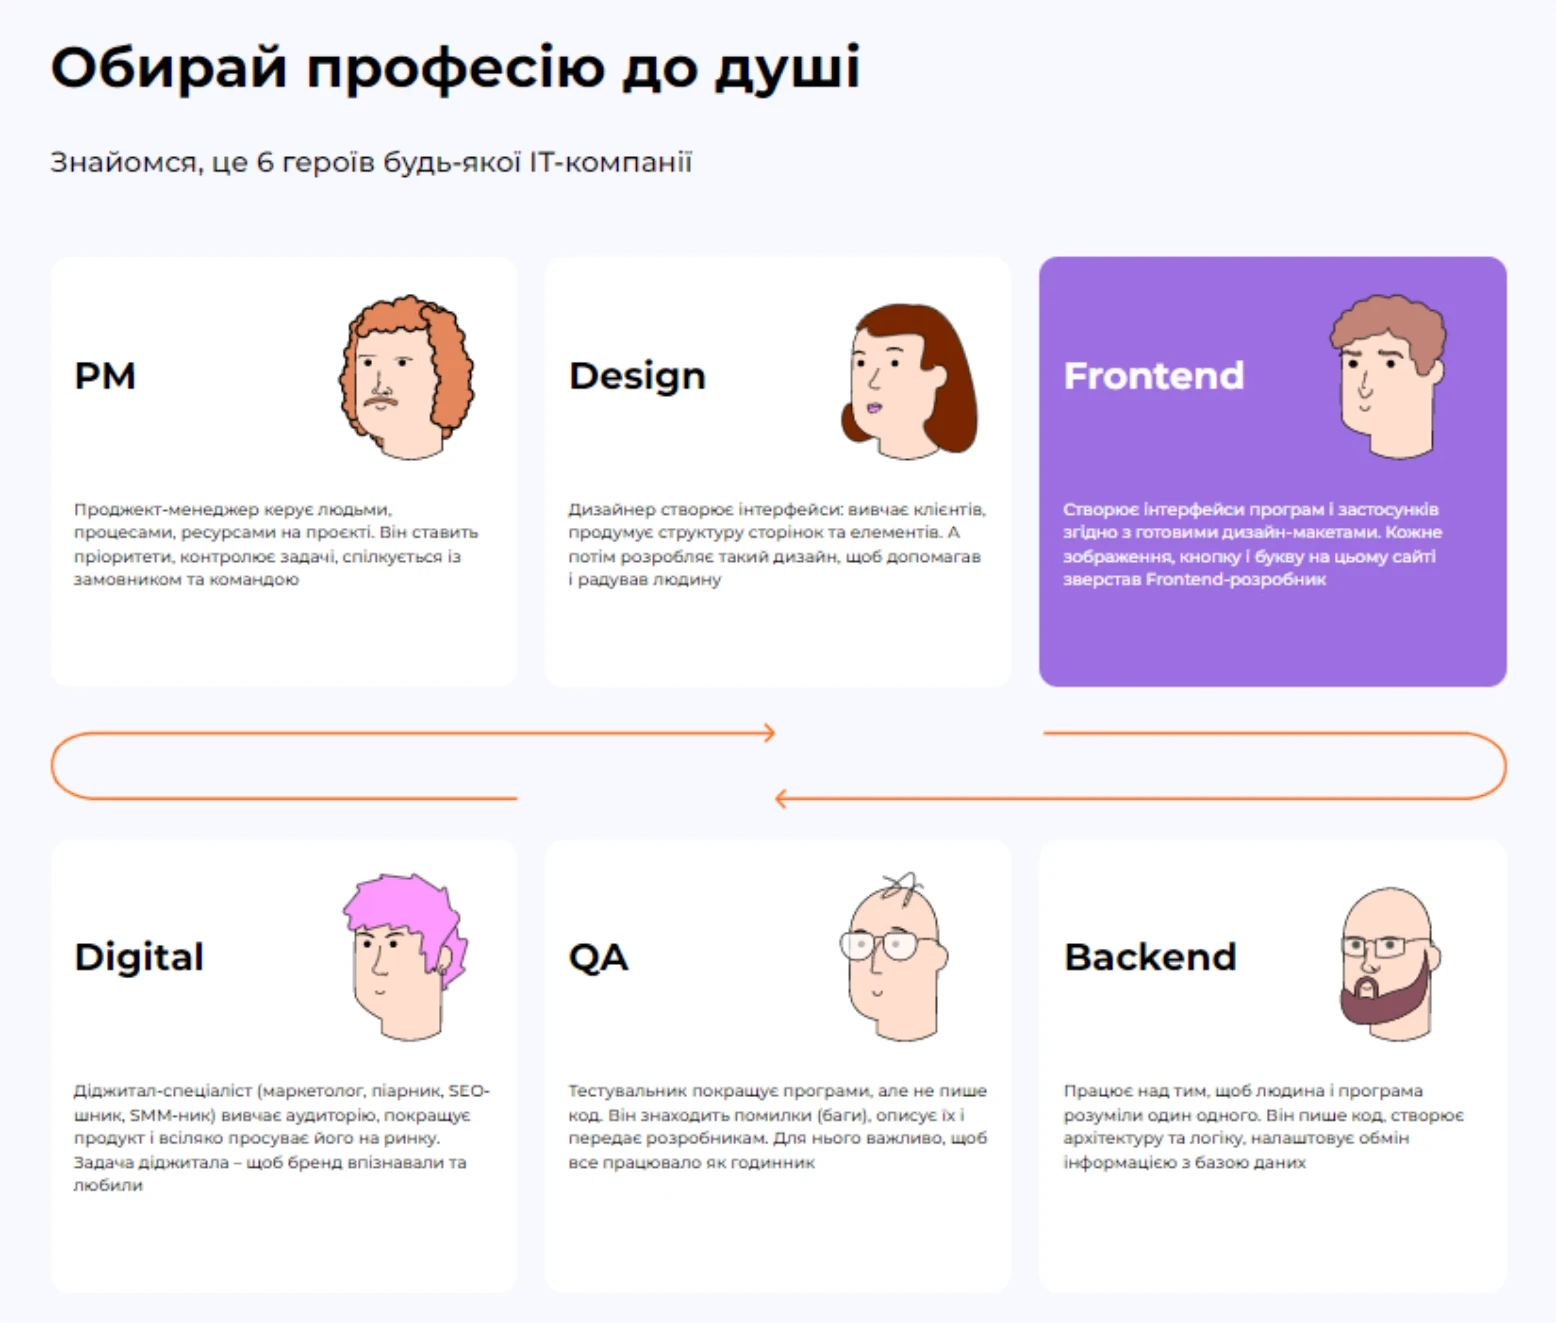 Обирай професію до душі
Знайомся, це 6 героїв будь-якої ІТ-компанії
PM
Проджект-менеджер керує людьми,
процесами, ресурсами на проєкті. Він ставить
пріоритети, контролює задачі, спілкується із
замовником та командою
Design
Дизайнер створює інтерфейси: вивчає клієнтів,
продумує структуру сторінок та елементів. А
потім розробляє такий дизайн, щоб допомагав
і радував людину
Frontend
Створює інтерфейси програм і застосунків
згідно з готовими дизайн-макетами. Кожне
зображення, кнопку і букву на цьому сайті
зверстав Frontend-розробник
Digital
Діджитал-спеціаліст (маркетолог, піарник, SEO-
шник, SMM-ник) вивчає аудиторію, покращує
продукт і всіляко просуває його на ринку.
Задача діджитала – щоб бренд впізнавали та
любили
QA
Тестувальник покращує програми, але не пише
код. Він знаходить помилки (баги), описує їх і
передає розробникам. Для нього важливо, щоб
все працювало як годинник
Backend
Працює над тим, щоб людина і програма
розуміли один одного. Він пише код, створює
архітектуру та логіку, налаштовує обмін
інформацією з базою даних